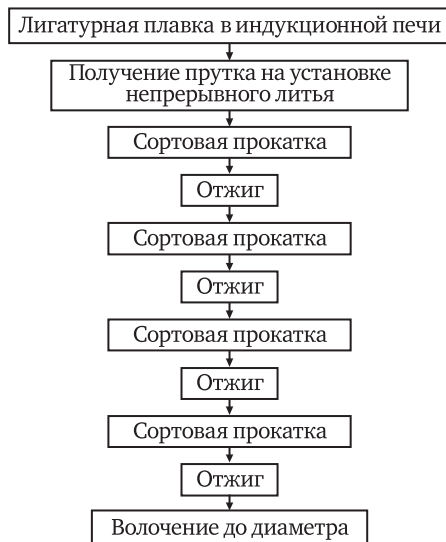 Лигатурная плавка в индукционной печи
Получение прутка на установке
непрерывного литья
Сортовая прокатка
Отжиг
Сортовая прокатка
Отжиг
Сортовая прокатка
Отжиг
Сортовая прокатка
Отжиг
Волочение до диаметра